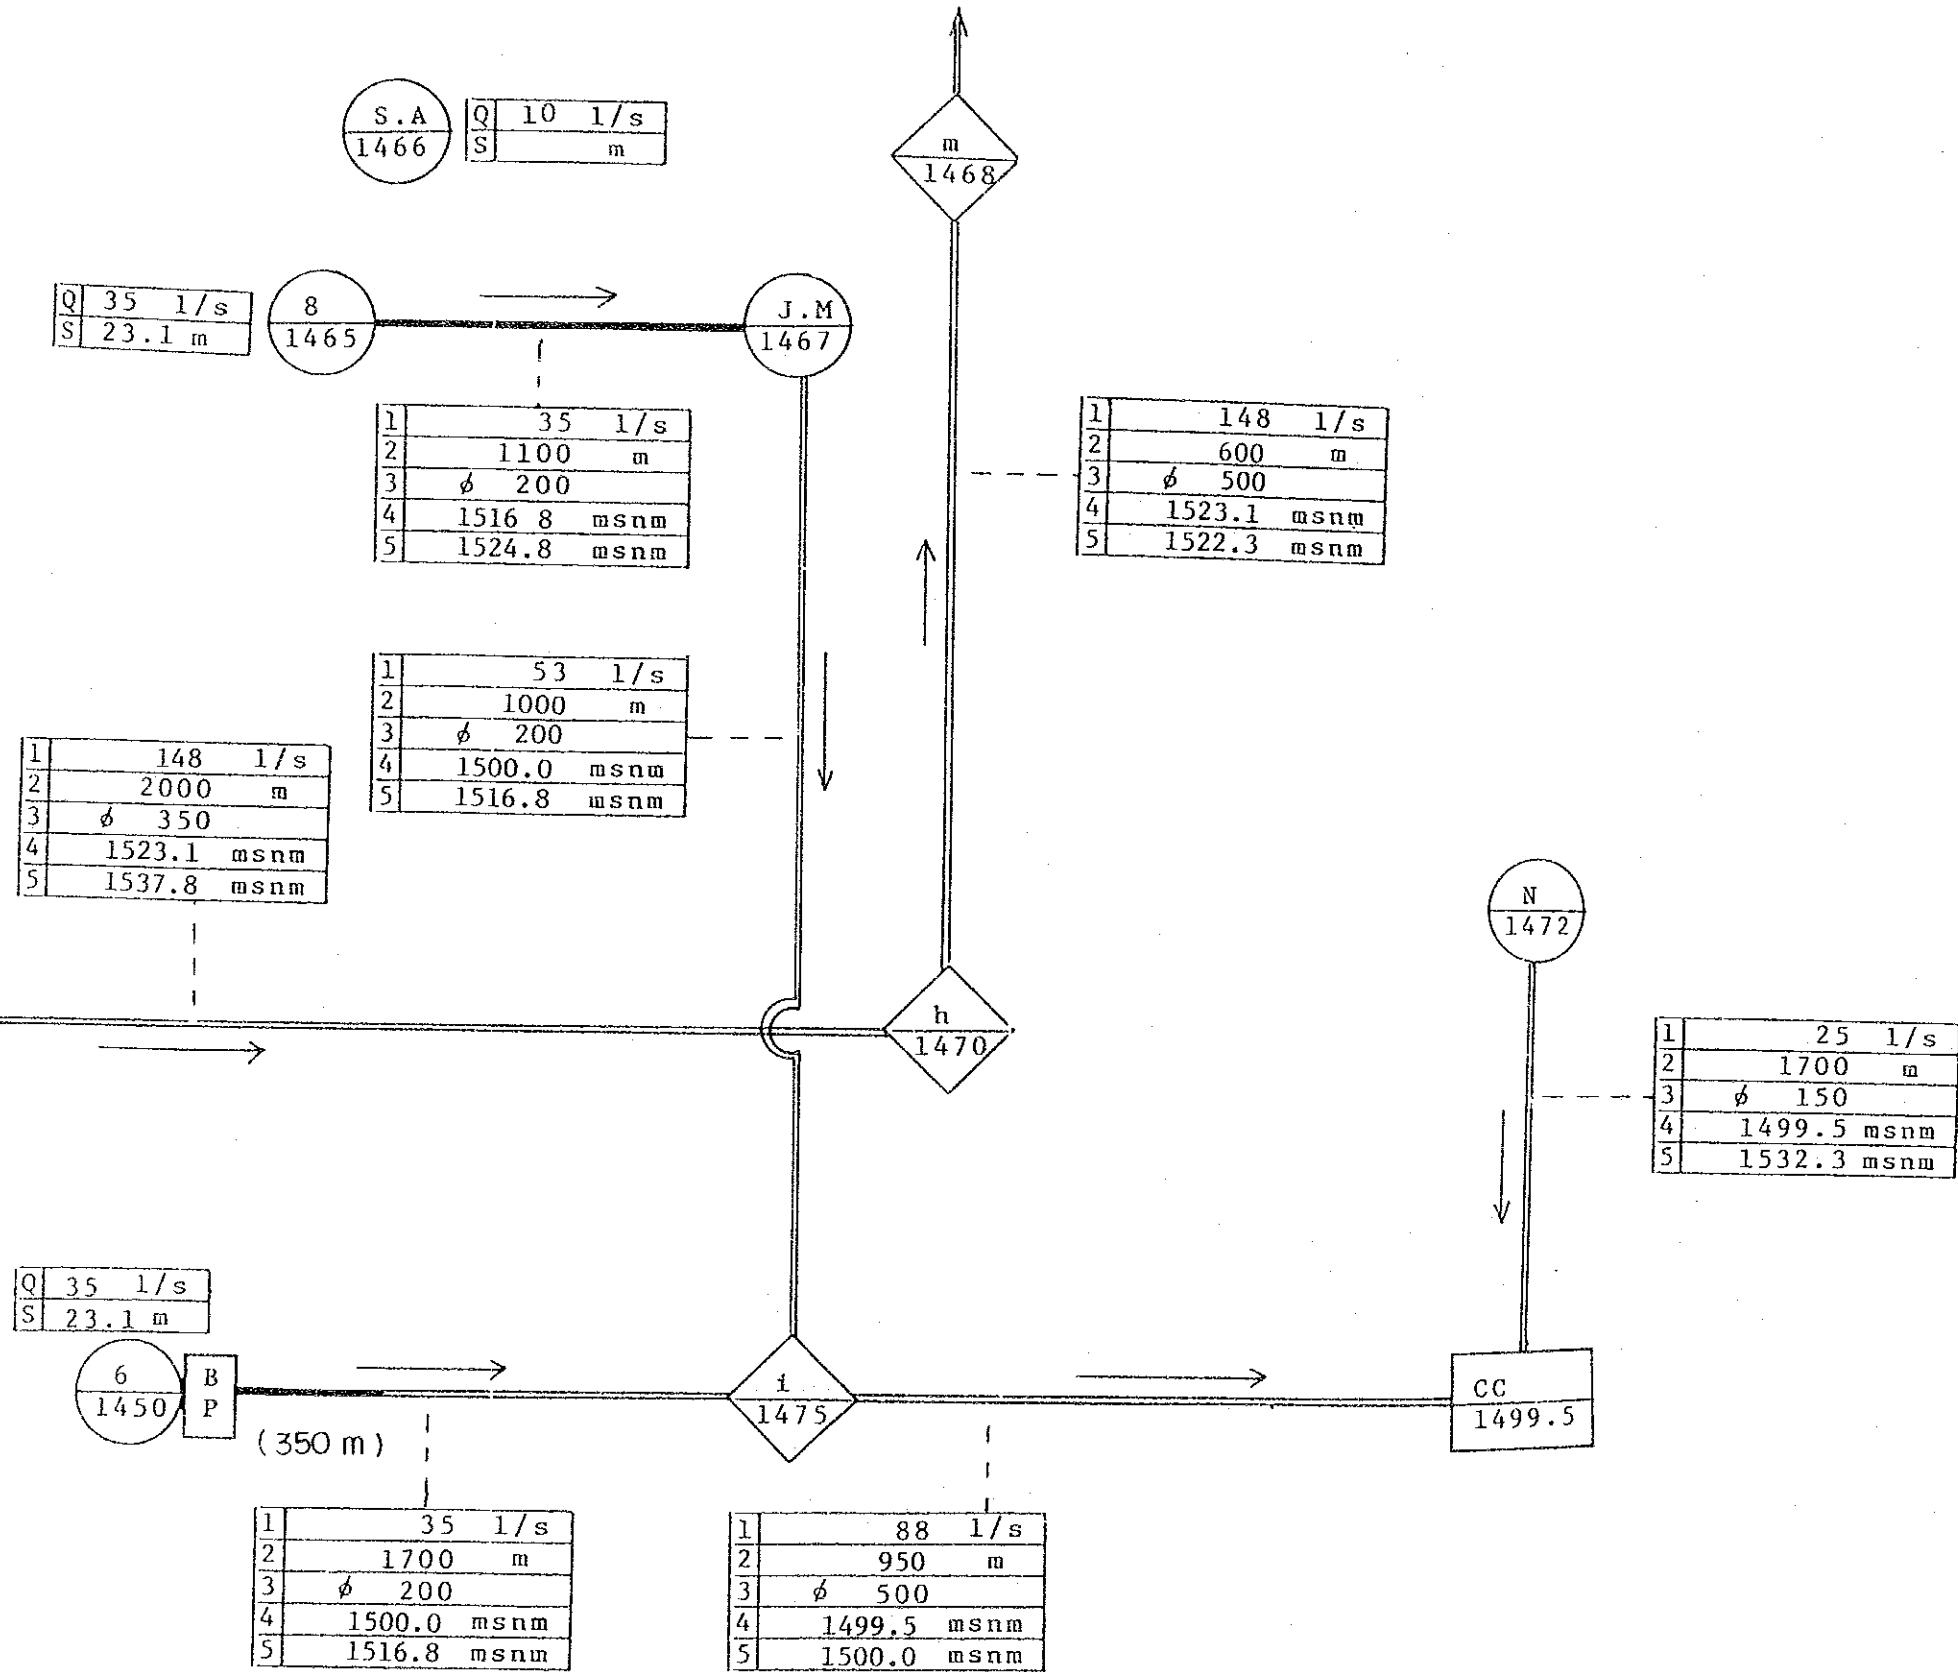 S.A
1466
Q 10 l/s
S m
m
1468
Q 35 l/s
S 23.1 m
8
1465
J.M
1467
1 35 l/s
2 1100 m
3 ϕ 200
4 1516 8 msnm
5 1524.8 msnm
1 148 l/s
2 600 m
3 ϕ 500
4 1523.1 msnm
5 1522.3 msnm
1 53 l/s
2 1000 m
3 ϕ 200
4 1500.0 msnm
5 1516.8 msnm
1 148 l/s
2 2000 m
3 ϕ 350
4 1523.1 msnm
5 1537.8 msnm
N
1472
h
1470
1 25 l/s
2 1700 m
3 ϕ 150
4 1499.5 msnm
5 1532.3 msnm
Q 35 l/s
S 23.1 m
6
1450
B
P
(350 m)
i
1475
CC
1499.5
1 35 l/s
2 1700 m
3 ϕ 200
4 1500.0 msnm
5 1516.8 msnm
1 88 l/s
2 950 m
3 ϕ 500
4 1499.5 msnm
5 1500.0 msnm